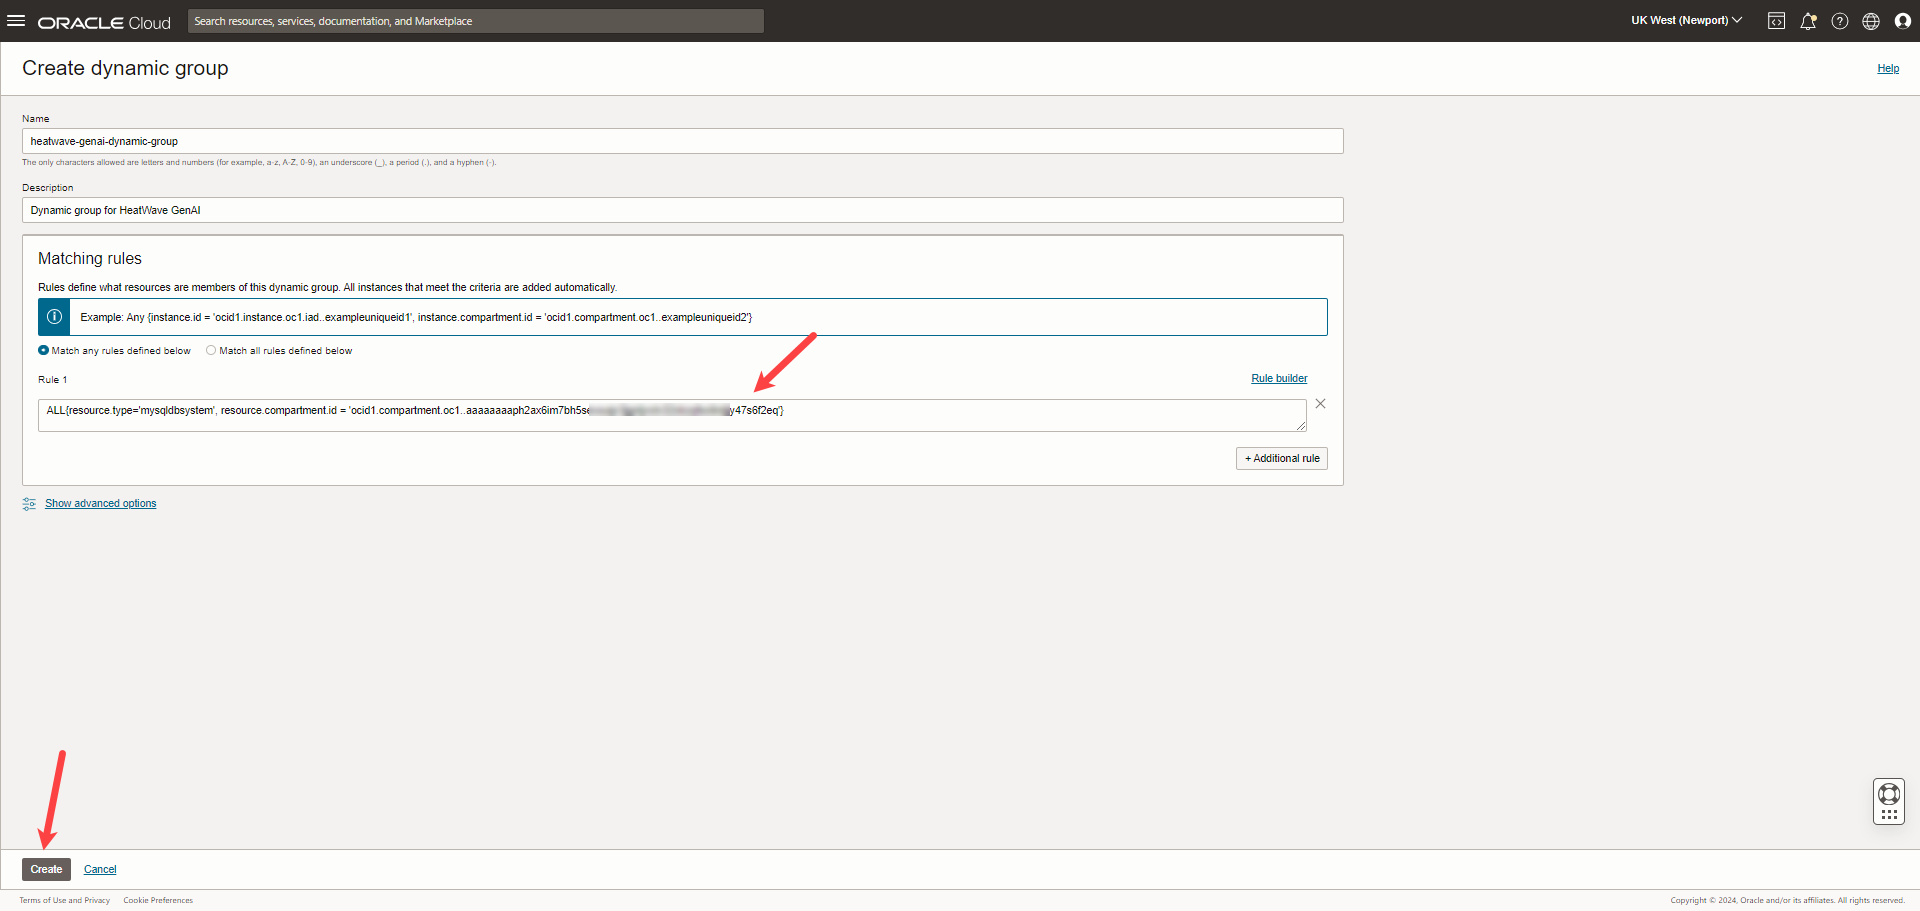 ORACLE Cloud
Search resources, services, documentation, and Marketplace
UK West (Newport)
Create dynamic group
Help
Name
heatwave-genai-dynamic-group
The only characters allowed are letters and numbers (for example, a-z, A-Z, 0-9), an underscore (_), a period (.), and a hyphen (-).
Description
Dynamic group for HeatWave GenAI
Matching rules
Rules define what resources are members of this dynamic group. All instances that meet the criteria are added automatically.
Example: Any {instance.id = 'ocid1.instance.oc1.iad..exampleuniqueid1', instance.compartment.id = 'ocid1.compartment.oc1..exampleuniqueid2'}
Match any rules defined below
Match all rules defined below
Rule 1
Rule builder
ALL{resource.type='mysqldbsystem', resource.compartment.id = 'ocid1.compartment.oc1..aaaaaaaaph2ax6im7bh5se y47s6f2eq'}
+ Additional rule
Show advanced options
Create
Cancel
Terms of Use and Privacy
Cookie Preferences
Copyright © 2024, Oracle and/or its affiliates. All rights reserved.